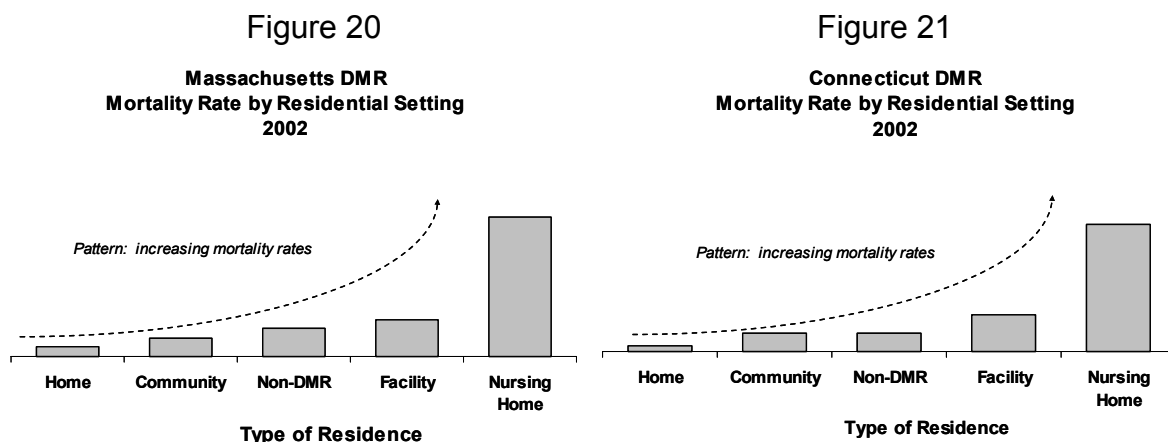 Figure 20
Massachusetts DMR
Mortality Rate by Residential Setting
2002
Pattern: increasing mortality rates
Home Community Non-DMR Facility Nursing
Home
Type of Residence
Figure 21
Connecticut DMR
Mortality Rate by Residential Setting
2002
Pattern: increasing mortality rates
Home Community Non-DMR Facility Nursing
Home
Type of Residence